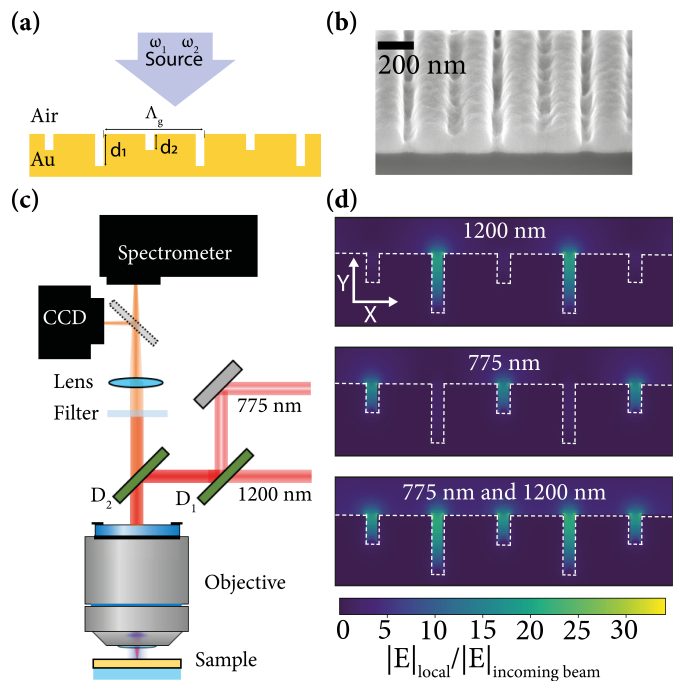 (a)
ω₁ ω₂
Source
Air
Λg
Au
d₁
d₂
(b)
200 nm
(c)
Spectrometer
CCD
Lens
Filter
775 nm
D₂
D₁
1200 nm
Objective
Sample
(d)
1200 nm
Y
X
775 nm
775 nm and 1200 nm
0 5 10 15 20 25 30
|E|local/|E|incoming beam